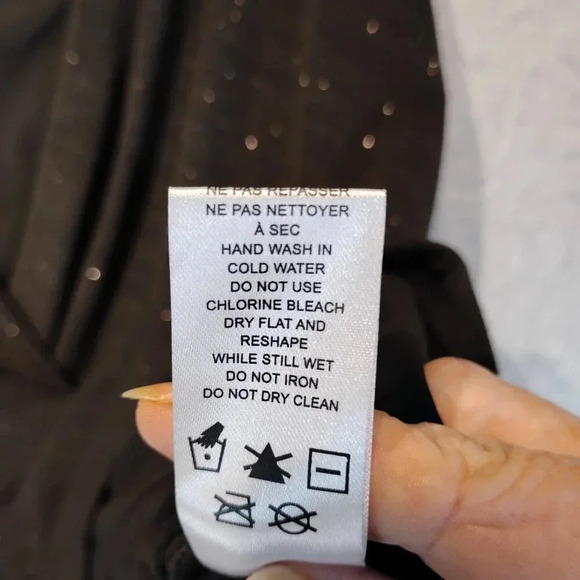 NE PAS REPASSER
NE PAS NETTOYER
À SEC
HAND WASH IN
COLD WATER
DO NOT USE
CHLORINE BLEACH
DRY FLAT AND
RESHAPE
WHILE STILL WET
DO NOT IRON
DO NOT DRY CLEAN